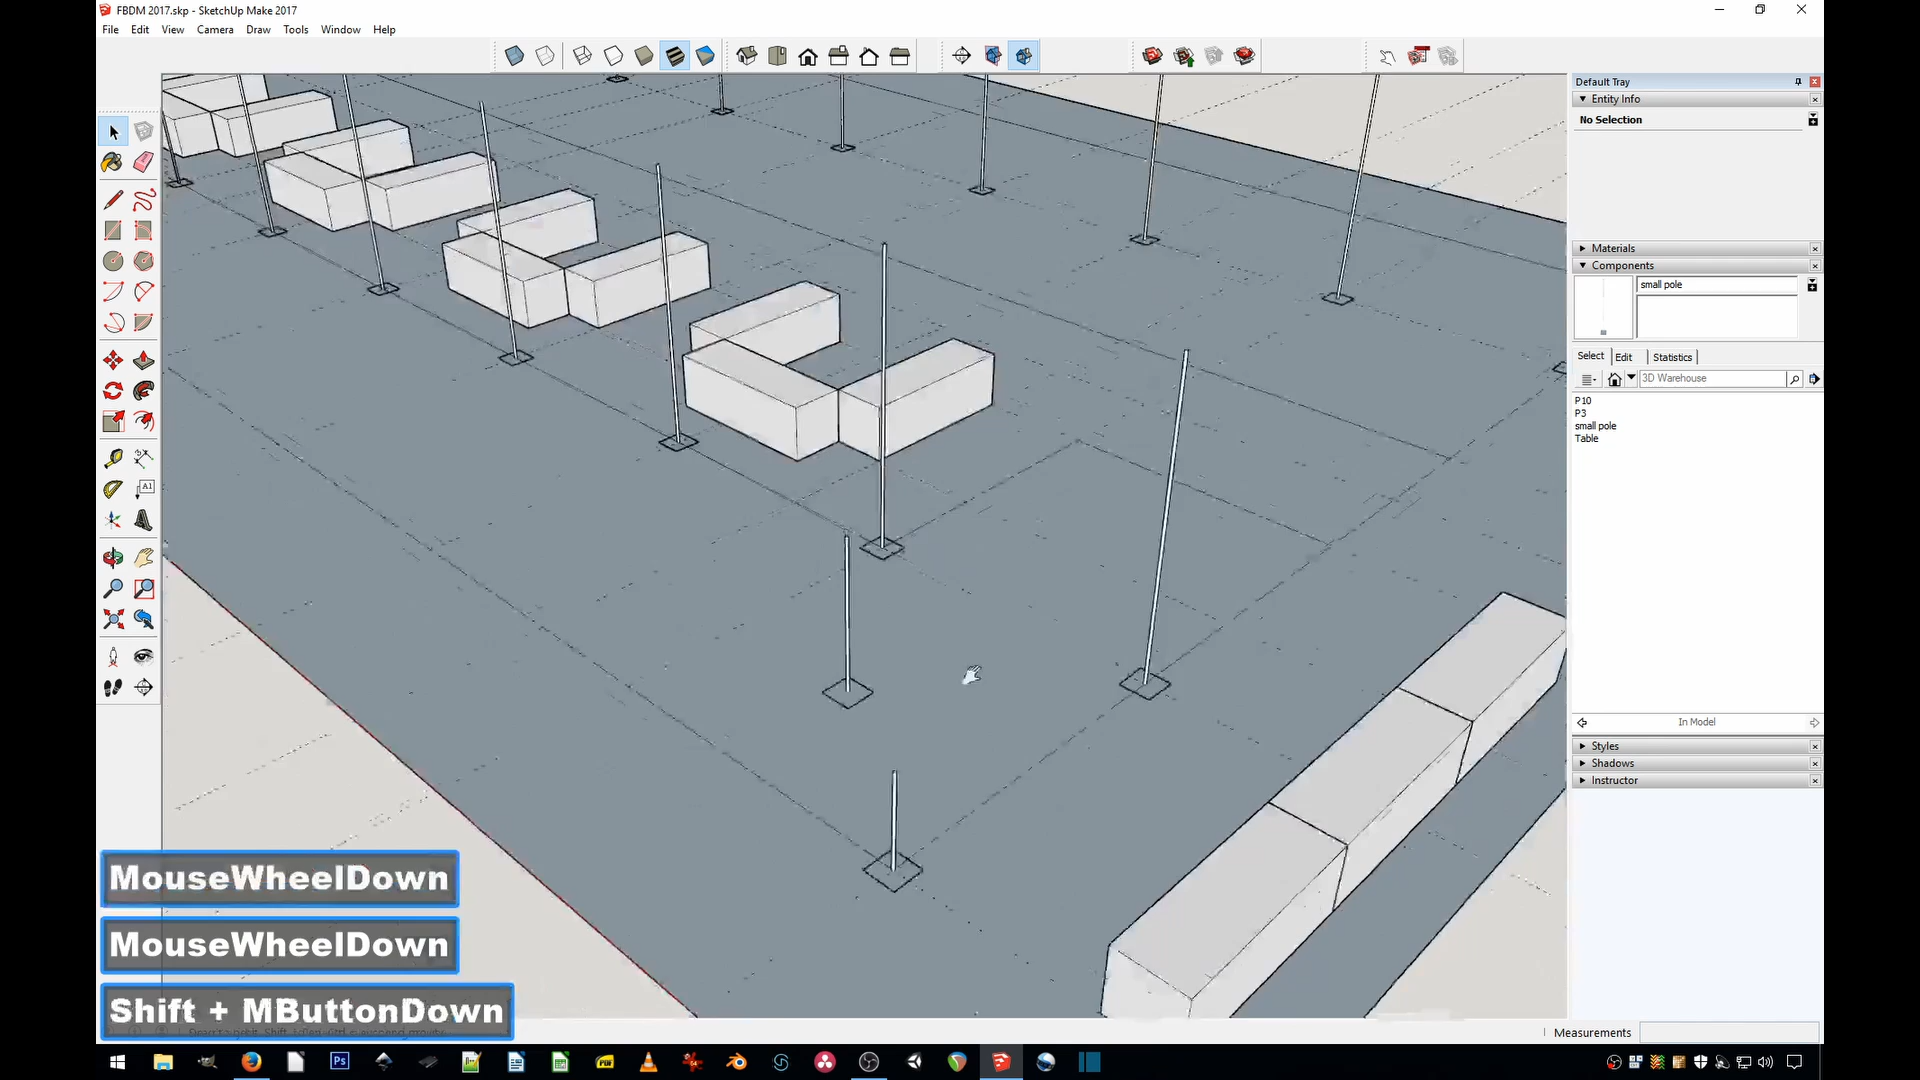 FBDM 2017.skp - SketchUp Make 2017
File Edit View Camera Draw Tools Window Help
Default Tray
Entity Info
No Selection
Materials
Components
small pole
Select Edit Statistics
3D Warehouse
P10
P3
small pole
Table
In Model
Styles
Shadows
Instructor
A1
MouseWheelDown
MouseWheelDown
Shift + MButtonDown
Measurements
Ps